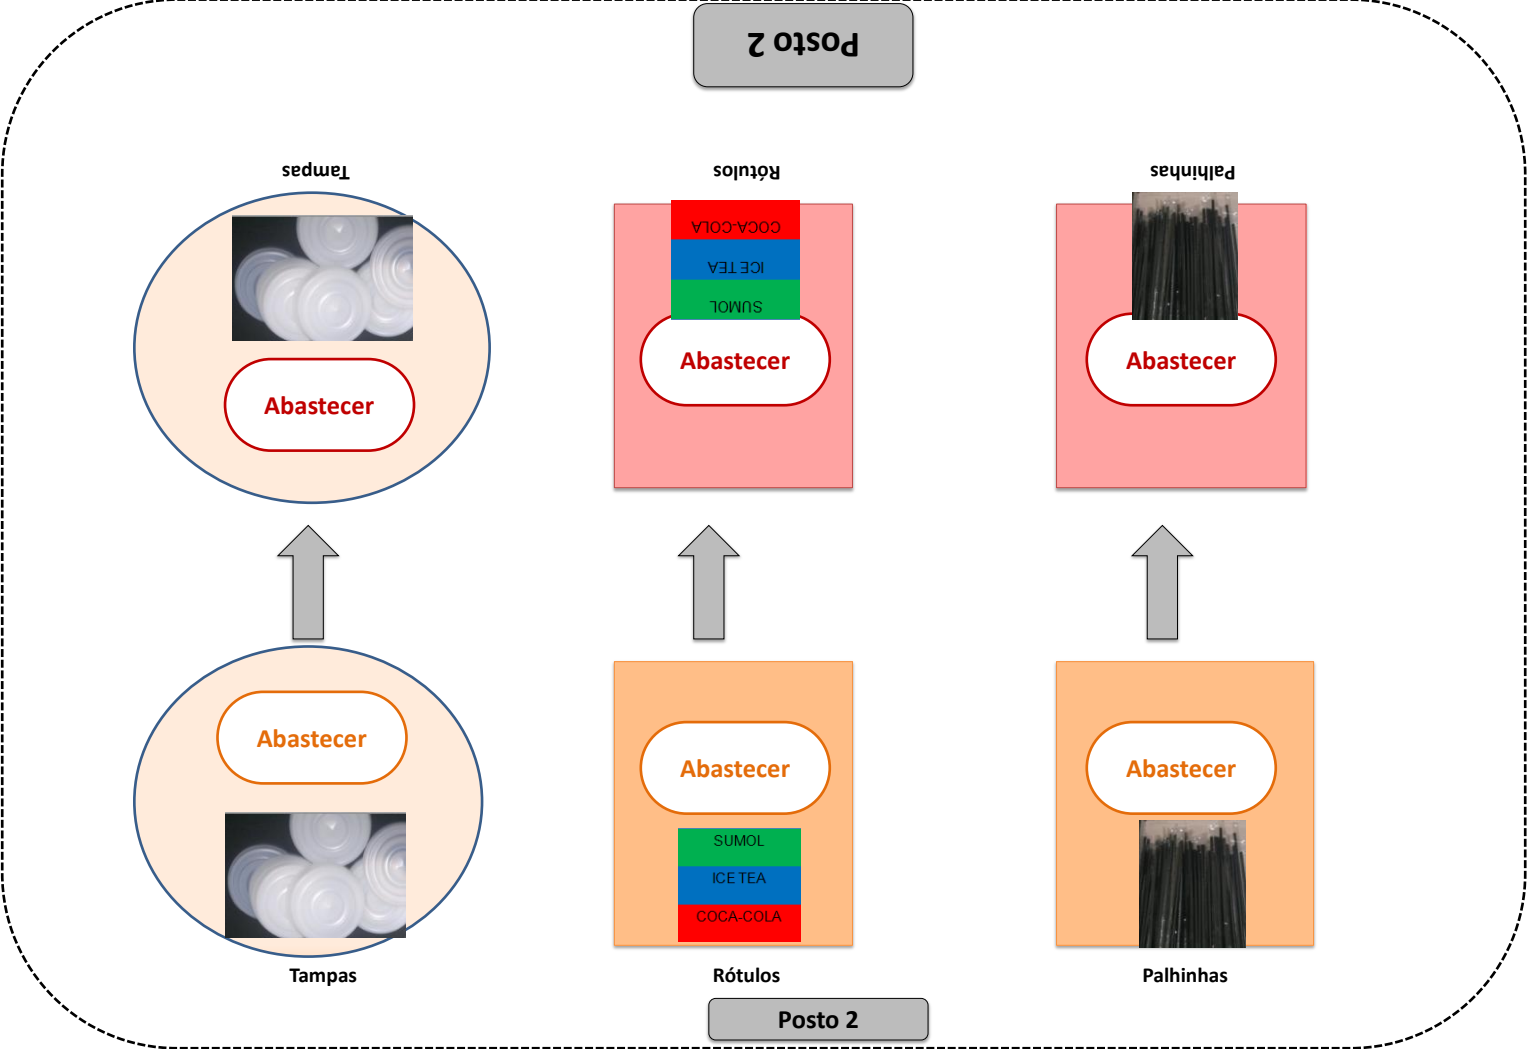 Posto 2
Tampas
Rótulos
Palhinhas
COCA-COLA
ICE TEA
SUMOL
Abastecer
Abastecer
Abastecer
Abastecer
Abastecer
Abastecer
SUMOL
ICE TEA
COCA-COLA
Tampas
Rótulos
Palhinhas
Posto 2